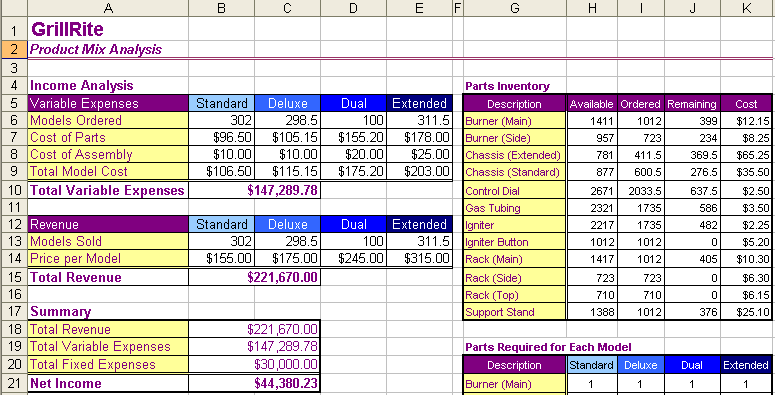 A B C D E F G H I J K
1 GrillRite
2 Product Mix Analysis
3
4 Income Analysis Parts Inventory
5 Variable Expenses Standard Deluxe Dual Extended Description Available Ordered Remaining Cost
6 Models Ordered 302 298.5 100 311.5 Burner (Main) 1411 1012 399 $12.15
7 Cost of Parts $96.50 $105.15 $155.20 $178.00 Burner (Side) 957 723 234 $8.25
8 Cost of Assembly $10.00 $10.00 $20.00 $25.00 Chassis (Extended) 781 411.5 369.5 $65.25
9 Total Model Cost $106.50 $115.15 $175.20 $203.00 Chassis (Standard) 877 600.5 276.5 $35.50
10 Total Variable Expenses $147,289.78 Control Dial 2671 2033.5 637.5 $2.50
11 Gas Tubing 2321 1735 586 $3.50
12 Revenue Standard Deluxe Dual Extended Igniter 2217 1735 482 $2.25
13 Models Sold 302 298.5 100 311.5 Igniter Button 1012 1012 0 $5.20
14 Price per Model $155.00 $175.00 $245.00 $315.00 Rack (Main) 1417 1012 405 $10.30
15 Total Revenue $221,670.00 Rack (Side) 723 723 0 $6.30
16 Rack (Top) 710 710 0 $6.15
17 Summary Support Stand 1388 1012 376 $25.10
18 Total Revenue $221,670.00
19 Total Variable Expenses $147,289.78 Parts Required for Each Model
20 Total Fixed Expenses $30,000.00 Description Standard Deluxe Dual Extended
21 Net Income $44,380.23 Burner (Main) 1 1 1 1